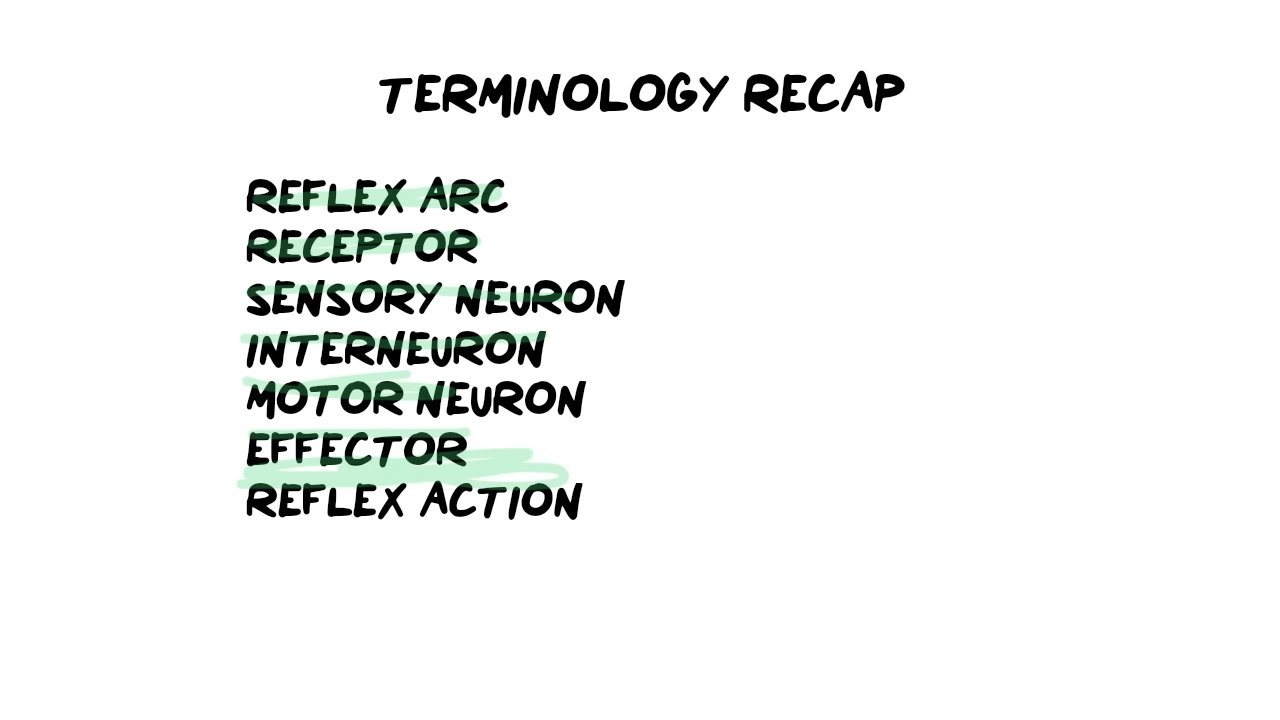 TERMINOLOGY RECAP
REFLEX ARC
RECEPTOR
SENSORY NEURON
INTERNEURON
MOTOR NEURON
EFFECTOR
REFLEX ACTION